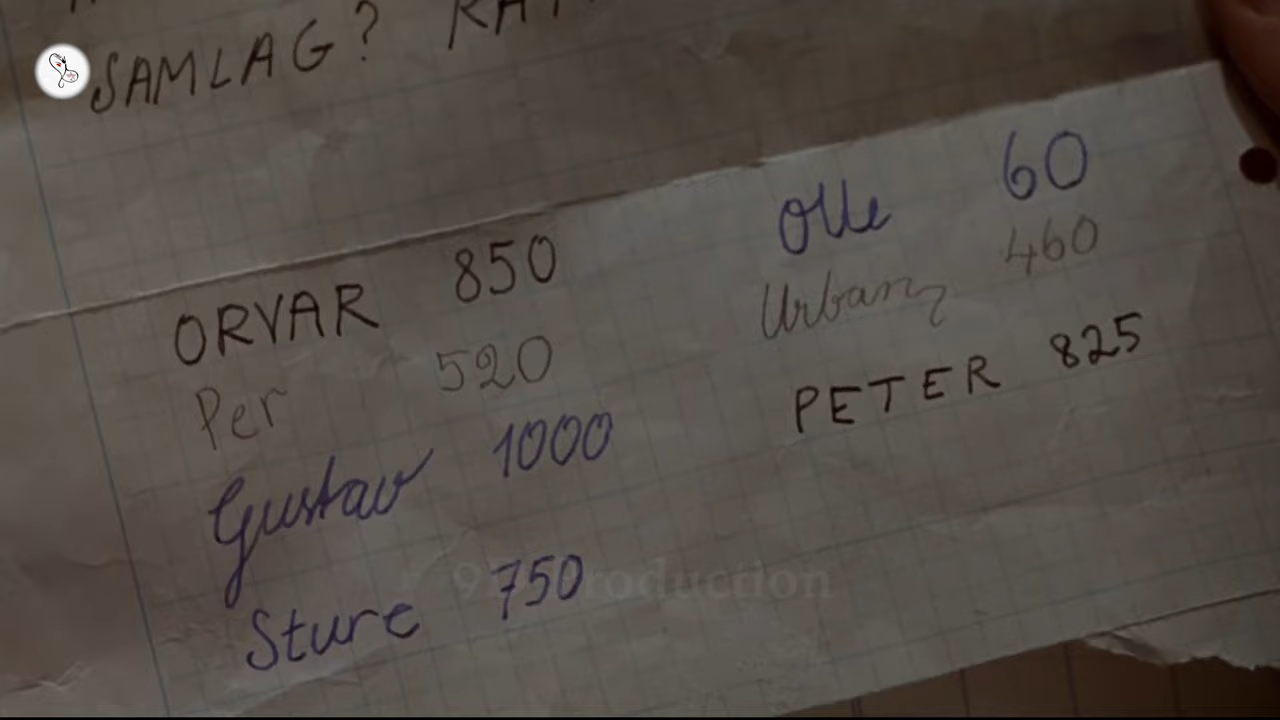 SAMLAG?
ORVAR 850
Per 520
Gustav 1000
Sture 750
Olle 60
Urban 460
PETER 825